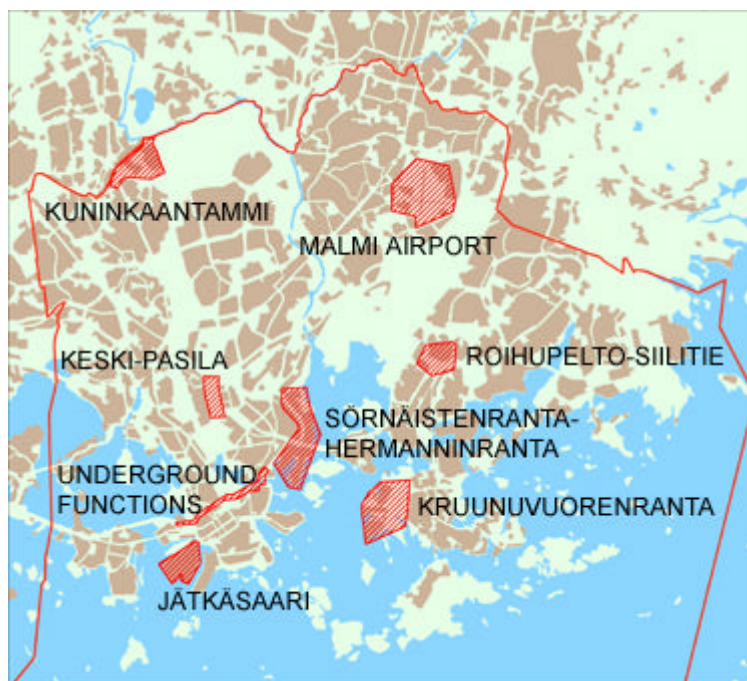 KUNINKAANTAMMI
MALMI AIRPORT
KESKI-PASILA
ROIHUPELTO-SIILITIE
SÖRNÄISTENRANTA-
HERMANNINRANTA
UNDERGROUND
FUNCTIONS
KRUUNUVUORENRANTA
JÄTKÄSAARI